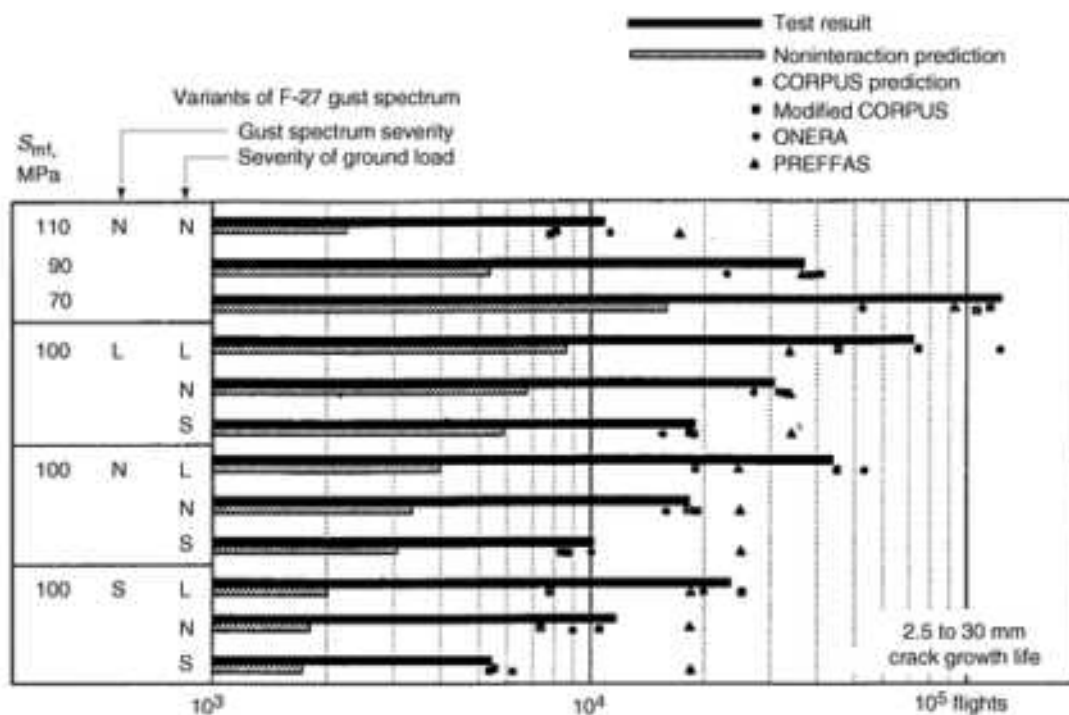 Test result
Noninteraction prediction
CORPUS prediction
Modified CORPUS
ONERA
PREFFAS
Variants of F-27 gust spectrum
Gust spectrum severity
Severity of ground load
Smf,
MPa
110 N N
90
70
100 L L
N
S
100 N L
N
S
100 S L
N
S
2.5 to 30 mm
crack growth life
10³ 10⁴ 10⁵ flights